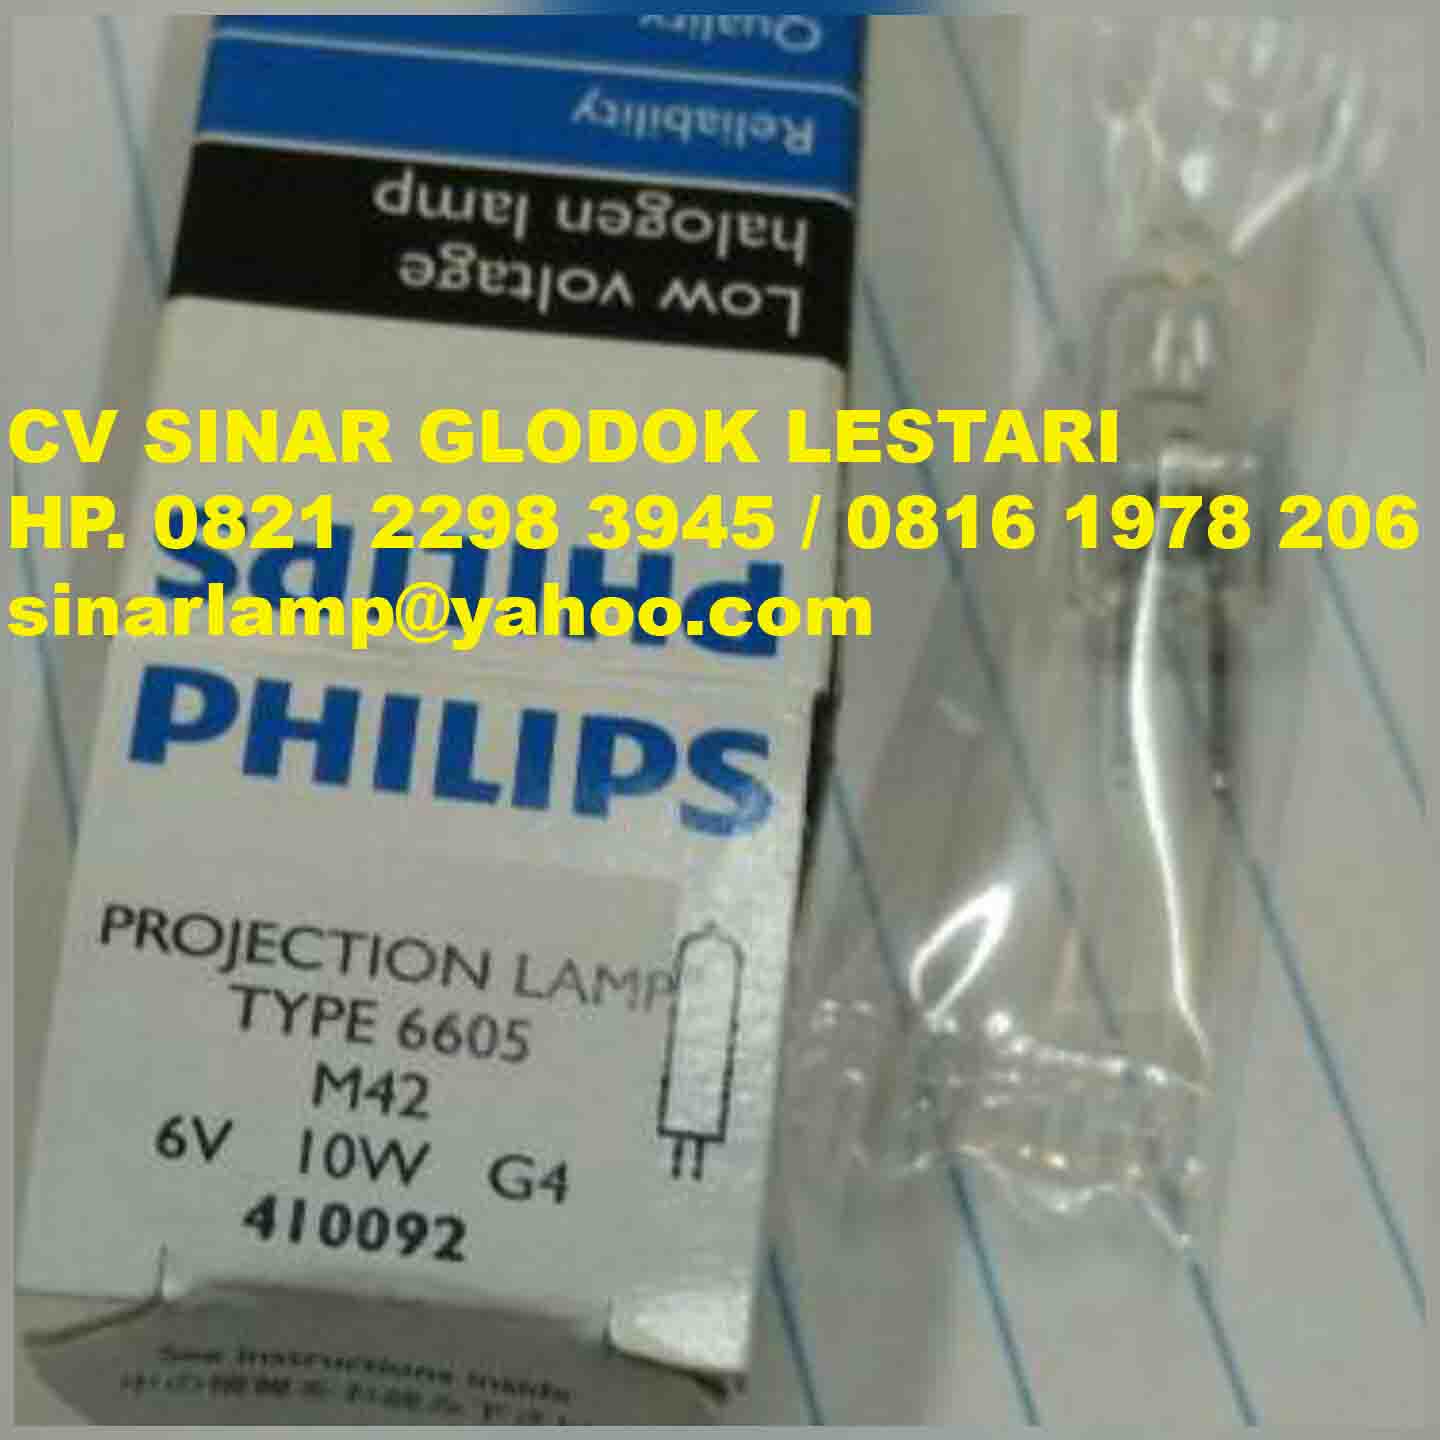 Quality
Reliability
Low voltage
halogen lamp
CV SINAR GLODOK LESTARI
HP. 0821 2298 3945 / 0816 1978 206
PHILIPS
sinarlamp@yahoo.com
PHILIPS
PROJECTION LAMP
TYPE 6605
M42
6V 10W G4
410092
See instructions inside